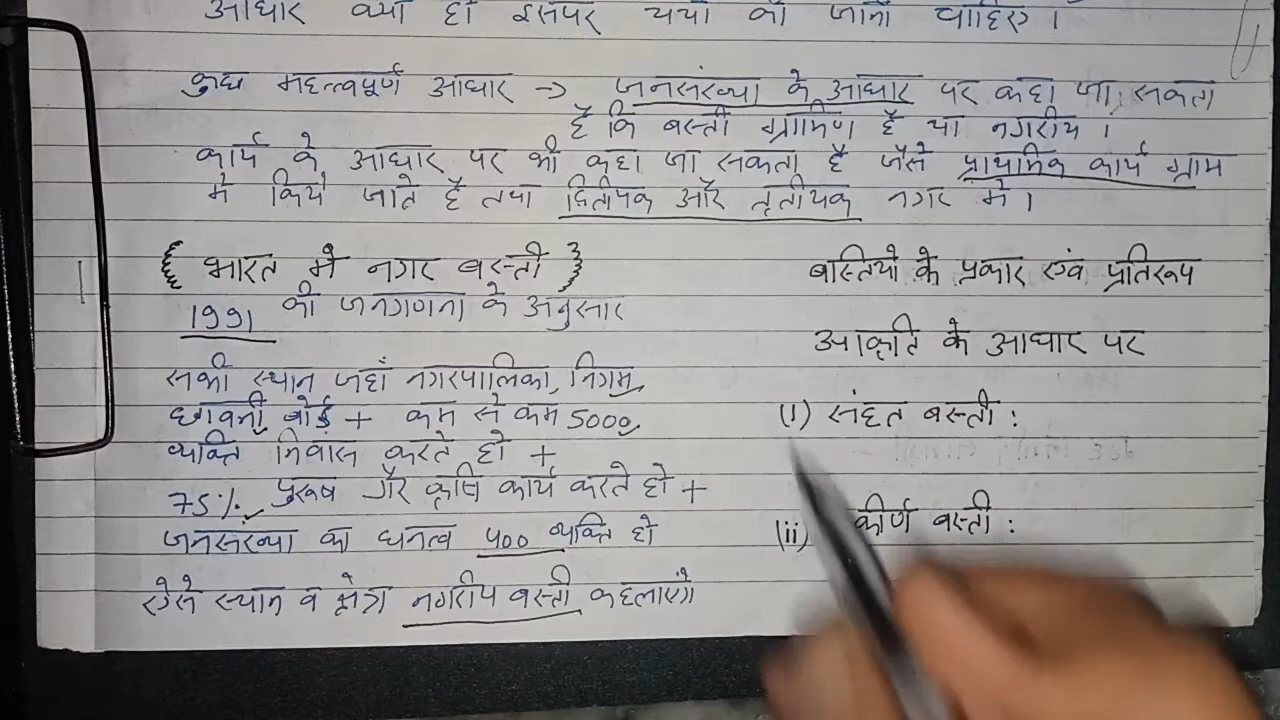 आधार क्या हो इसपर चर्चा की जानी चाहिए।
कुछ महत्वपूर्ण आधार → जनसंख्या के आधार पर कहा जा सकता
है कि बस्ती ग्रामिण है या नगरीय।
कार्य के आधार पर भी कहा जा सकता है जैसे प्राथमिक कार्य ग्राम
मे किये जाते है तथा द्वितीयक और तृतीयक नगर मे।
भारत मे नगर बस्ती
1991 की जनगणना के अनुसार
सभी स्थान जहाँ नगरपालिका, निगम,
छावनी बोर्ड + कम से कम 5000
व्यक्ति निवास करते हो +
75% पुरूष गैर कृषि कार्य करते हो +
जनसंख्या का घनत्व 400 व्यक्ति हो
ऐसे स्थान व क्षेत्र नगरीय बस्ती कहलाएंगे
बस्तियो के प्रकार एवं प्रतिरूप
आकृति के आधार पर
(i) संहत बस्ती :
(ii) कीर्ण बस्ती :